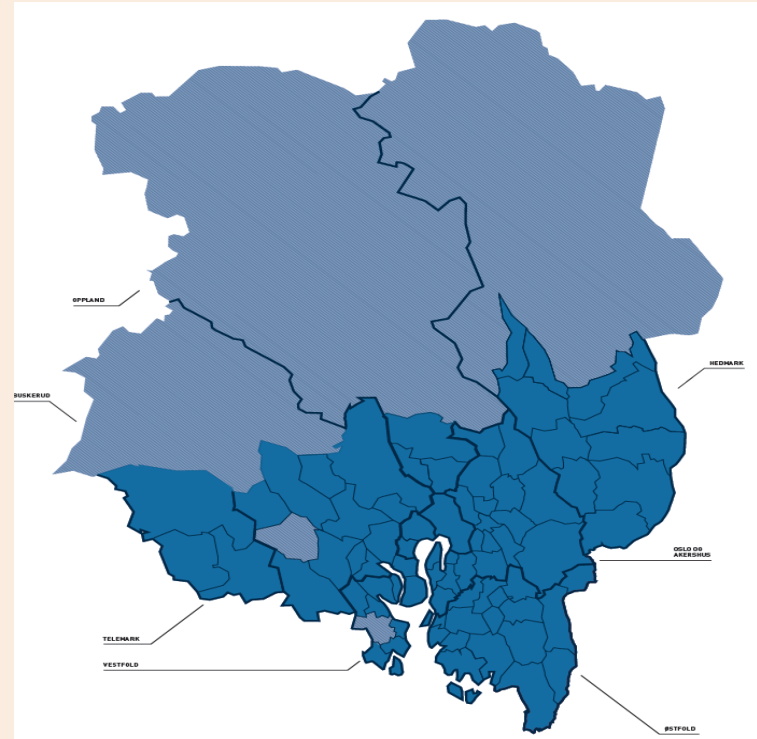 OPPLAND
HEDMARK
BUSKERUD
OSLO OG
AKERSHUS
TELEMARK
VESTFOLD
ØSTFOLD